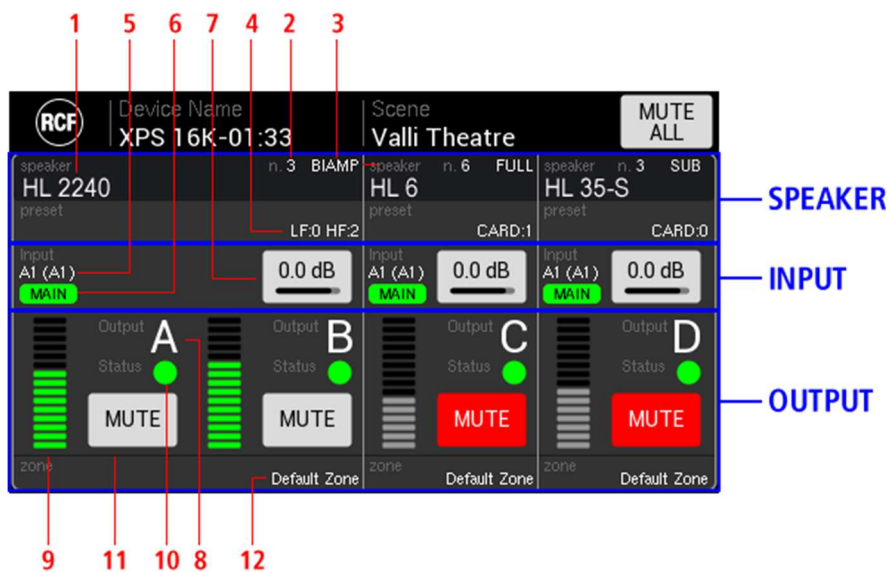 1 5 6 7 4 2 3
RCF
Device Name
XPS 16K-01:33
Scene
Valli Theatre
MUTE
ALL
speaker n. 3 BIAMP
HL 2240
preset
LF:0 HF:2
speaker n. 6 FULL
HL 6
preset
CARD:1
speaker n. 3 SUB
HL 35-S
preset
CARD:0
SPEAKER
Input
A1 (A1)
MAIN
0.0 dB
Input
A1 (A1)
MAIN
0.0 dB
Input
A1 (A1)
MAIN
0.0 dB
INPUT
Output A
Status
MUTE
Output B
Status
MUTE
Output C
Status
MUTE
Output D
Status
MUTE
OUTPUT
zone
Default Zone
zone
Default Zone
zone
Default Zone
9 11 10 8 12